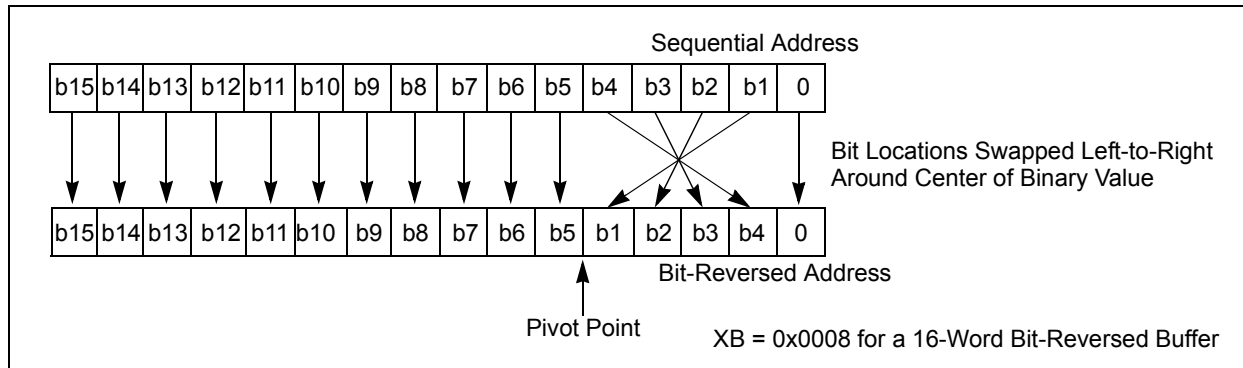 Sequential Address
b15 b14 b13 b12 b11 b10 b9 b8 b7 b6 b5 b4 b3 b2 b1 0
Bit Locations Swapped Left-to-Right
Around Center of Binary Value
b15 b14 b13 b12 b11 b10 b9 b8 b7 b6 b5 b1 b2 b3 b4 0
Bit-Reversed Address
Pivot Point
XB = 0x0008 for a 16-Word Bit-Reversed Buffer